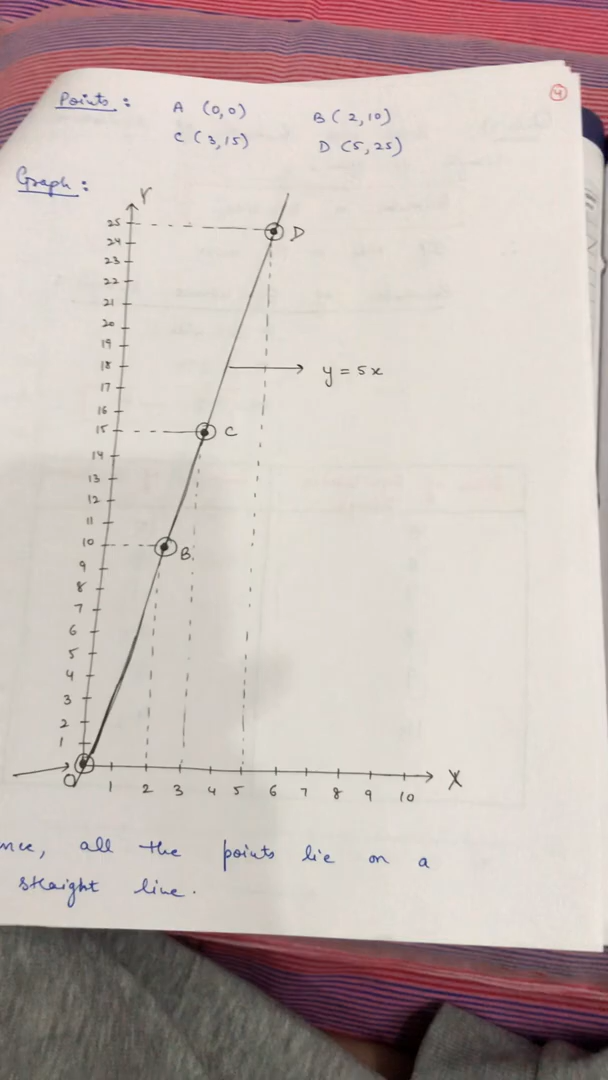 4
Points : A (0,0) B (2,10)
C (3,15) D (5,25)
Graph :
Y
25
D
24
23
22
21
20
19
18
y = 5x
17
16
15
C
14
13
12
11
10
B
9
8
7
6
5
4
3
2
1
O
X
1 2 3 4 5 6 7 8 9 10
all the points lie on a
straight line.